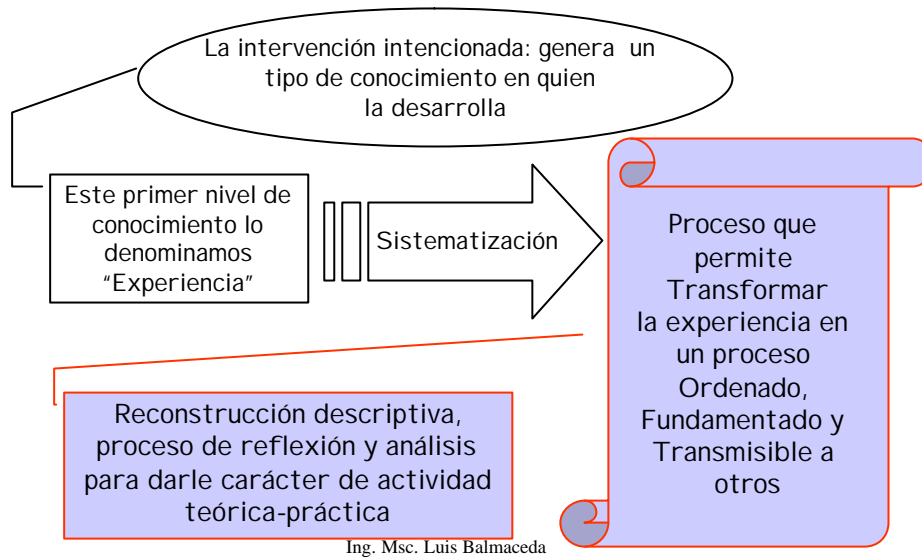 La intervención intencionada: genera un
tipo de conocimiento en quien
la desarrolla
Este primer nivel de
conocimiento lo
denominamos
“Experiencia”
Sistematización
Proceso que
permite
Transformar
la experiencia en
un proceso
Ordenado,
Fundamentado y
Transmisible a
otros
Reconstrucción descriptiva,
proceso de reflexión y análisis
para darle carácter de actividad
teórica-práctica
Ing. Msc. Luis Balmaceda